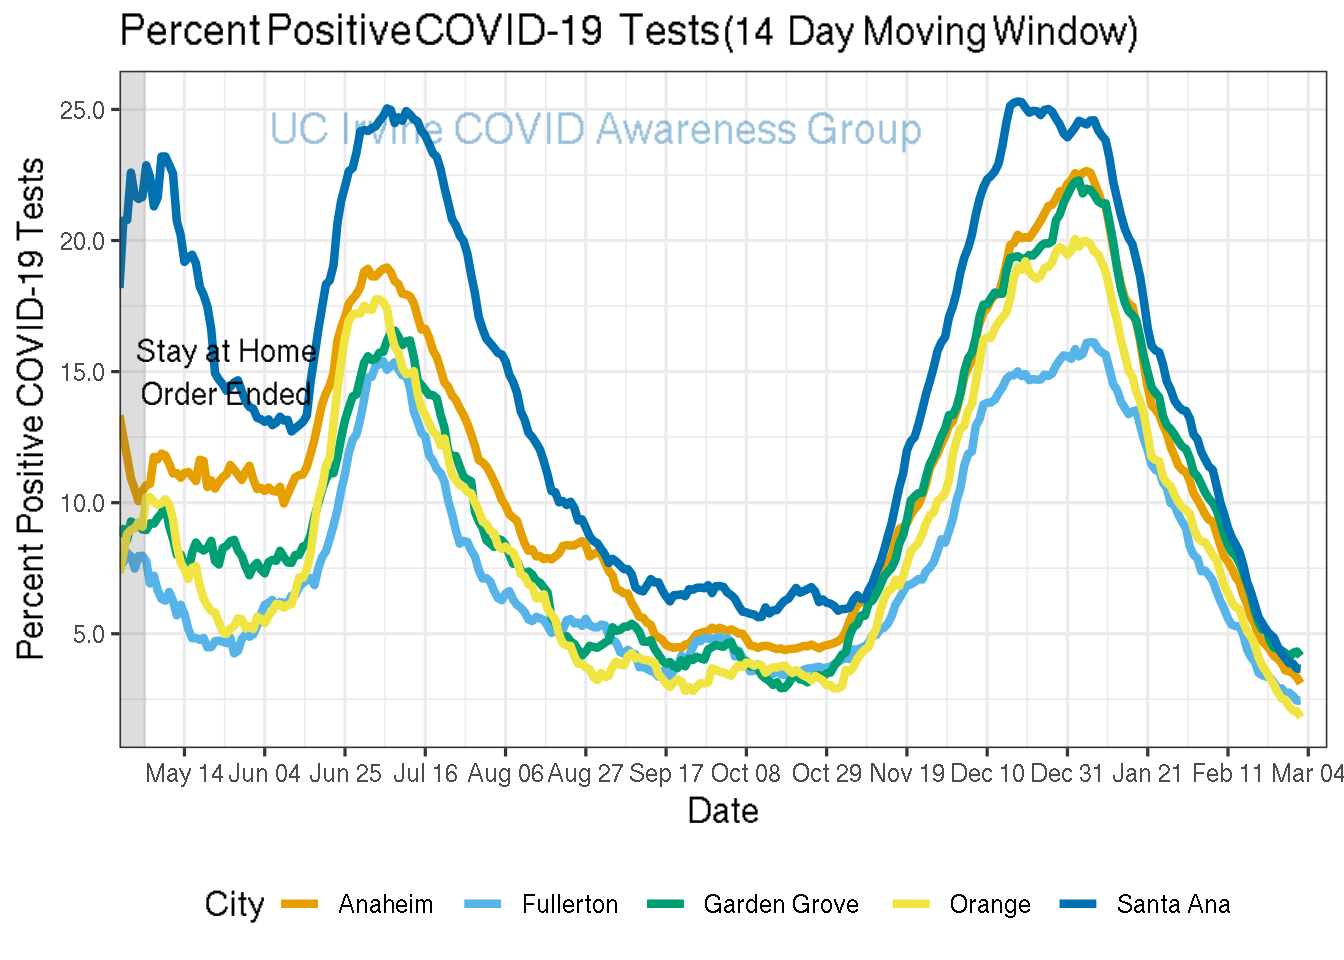 Percent Positive COVID-19 Tests(14 Day Moving Window)
UC Irvine COVID Awareness Group
Stay at Home
Order Ended
Percent Positive COVID-19 Tests
25.0
20.0
15.0
10.0
5.0
May 14 Jun 04 Jun 25 Jul 16 Aug 06 Aug 27 Sep 17 Oct 08 Oct 29 Nov 19 Dec 10 Dec 31 Jan 21 Feb 11 Mar 04
Date
City Anaheim Fullerton Garden Grove Orange Santa Ana